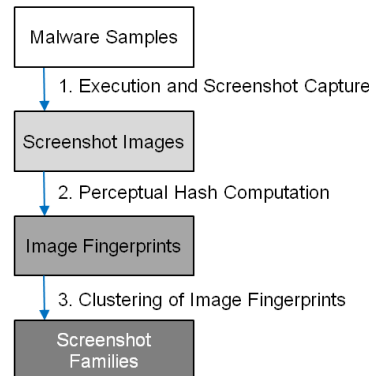 Malware Samples
1. Execution and Screenshot Capture
Screenshot Images
2. Perceptual Hash Computation
Image Fingerprints
3. Clustering of Image Fingerprints
Screenshot
Families